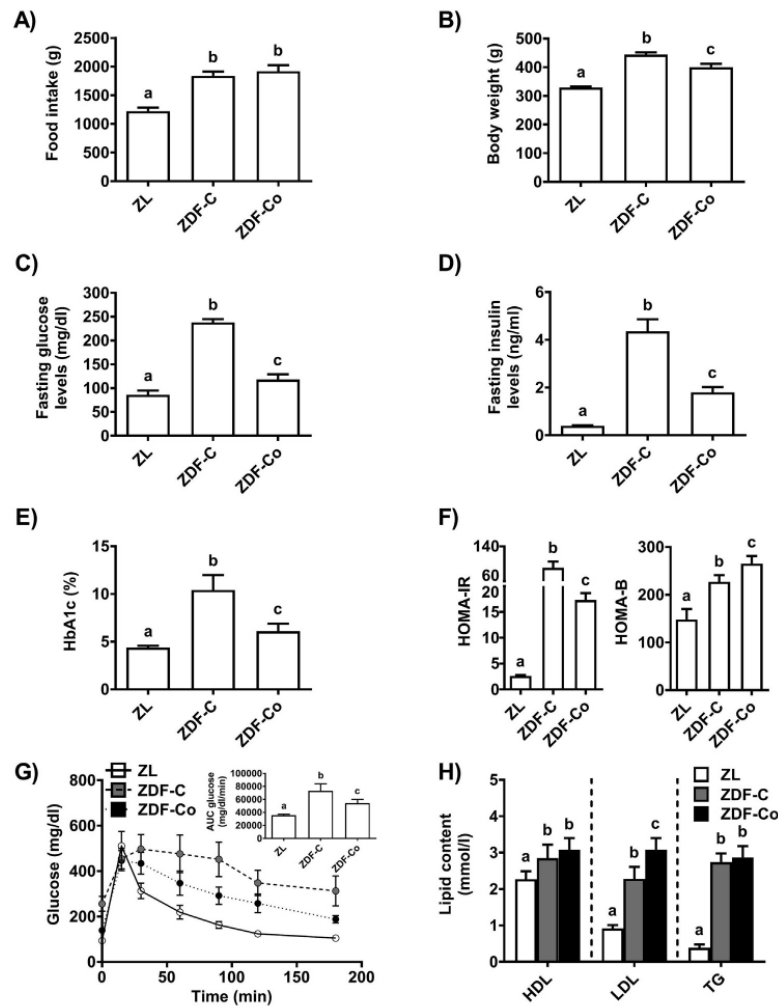 A)
Food intake (g)
2500
2000
1500
1000
500
0
a
b
b
ZL
ZDF-C
ZDF-Co
B)
Body weight (g)
500
400
300
200
100
0
a
b
c
ZL
ZDF-C
ZDF-Co
C)
Fasting glucose
levels (mg/dl)
300
250
200
150
100
50
0
a
b
c
ZL
ZDF-C
ZDF-Co
D)
Fasting insulin
levels (ng/ml)
6
4
2
0
a
b
c
ZL
ZDF-C
ZDF-Co
E)
HbA1c (%)
15
10
5
0
a
b
c
ZL
ZDF-C
ZDF-Co
F)
HOMA-IR
140
60
20
15
5
0
a
b
c
ZL
ZDF-C
ZDF-Co
HOMA-B
300
200
100
0
a
b
c
ZL
ZDF-C
ZDF-Co
G)
ZL
ZDF-C
ZDF-Co
Glucose (mg/dl)
800
600
400
200
0
0
50
100
150
200
Time (min)
AUC glucose
(mg/dl/min)
100000
80000
60000
40000
20000
0
a
b
c
ZL
ZDF-C
ZDF-Co
H)
ZL
ZDF-C
ZDF-Co
Lipid content
(mmol/l)
6
5
4
3
2
1
0
a
b
b
a
b
c
a
b
b
HDL
LDL
TG